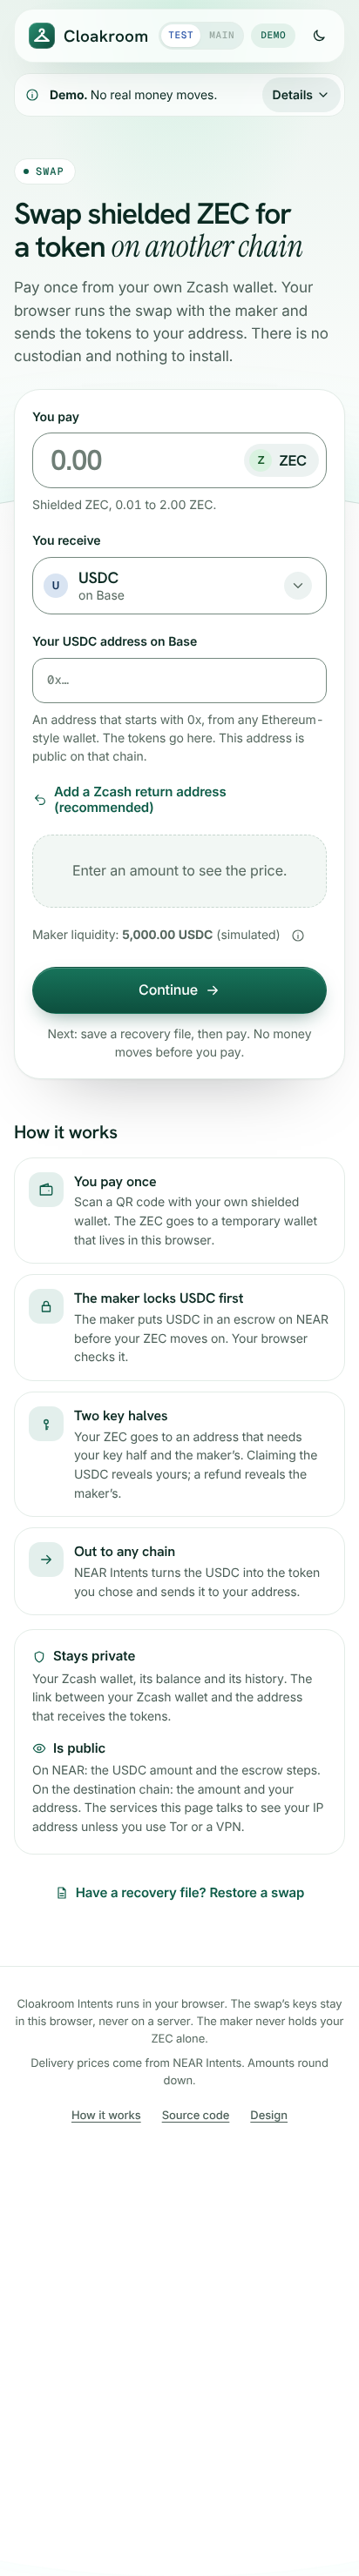 Cloakroom TEST MAIN DEMO
Demo. No real money moves. Details
SWAP
Swap shielded ZEC for
a token on another chain
Pay once from your own Zcash wallet. Your
browser runs the swap with the maker and
sends the tokens to your address. There is no
custodian and nothing to install.
You pay
0.00 Z ZEC
Shielded ZEC, 0.01 to 2.00 ZEC.
You receive
U USDC
on Base
Your USDC address on Base
0x…
An address that starts with 0x, from any Ethereum-
style wallet. The tokens go here. This address is
public on that chain.
Add a Zcash return address
(recommended)
Enter an amount to see the price.
Maker liquidity: 5,000.00 USDC (simulated)
Continue →
Next: save a recovery file, then pay. No money
moves before you pay.
How it works
You pay once
Scan a QR code with your own shielded
wallet. The ZEC goes to a temporary wallet
that lives in this browser.
The maker locks USDC first
The maker puts USDC in an escrow on NEAR
before your ZEC moves on. Your browser
checks it.
Two key halves
Your ZEC goes to an address that needs
your key half and the maker’s. Claiming the
USDC reveals yours; a refund reveals the
maker’s.
Out to any chain
NEAR Intents turns the USDC into the token
you chose and sends it to your address.
Stays private
Your Zcash wallet, its balance and its history. The
link between your Zcash wallet and the address
that receives the tokens.
Is public
On NEAR: the USDC amount and the escrow steps.
On the destination chain: the amount and your
address. The services this page talks to see your IP
address unless you use Tor or a VPN.
Have a recovery file? Restore a swap
Cloakroom Intents runs in your browser. The swap’s keys stay
in this browser, never on a server. The maker never holds your
ZEC alone.
Delivery prices come from NEAR Intents. Amounts round
down.
How it works Source code Design